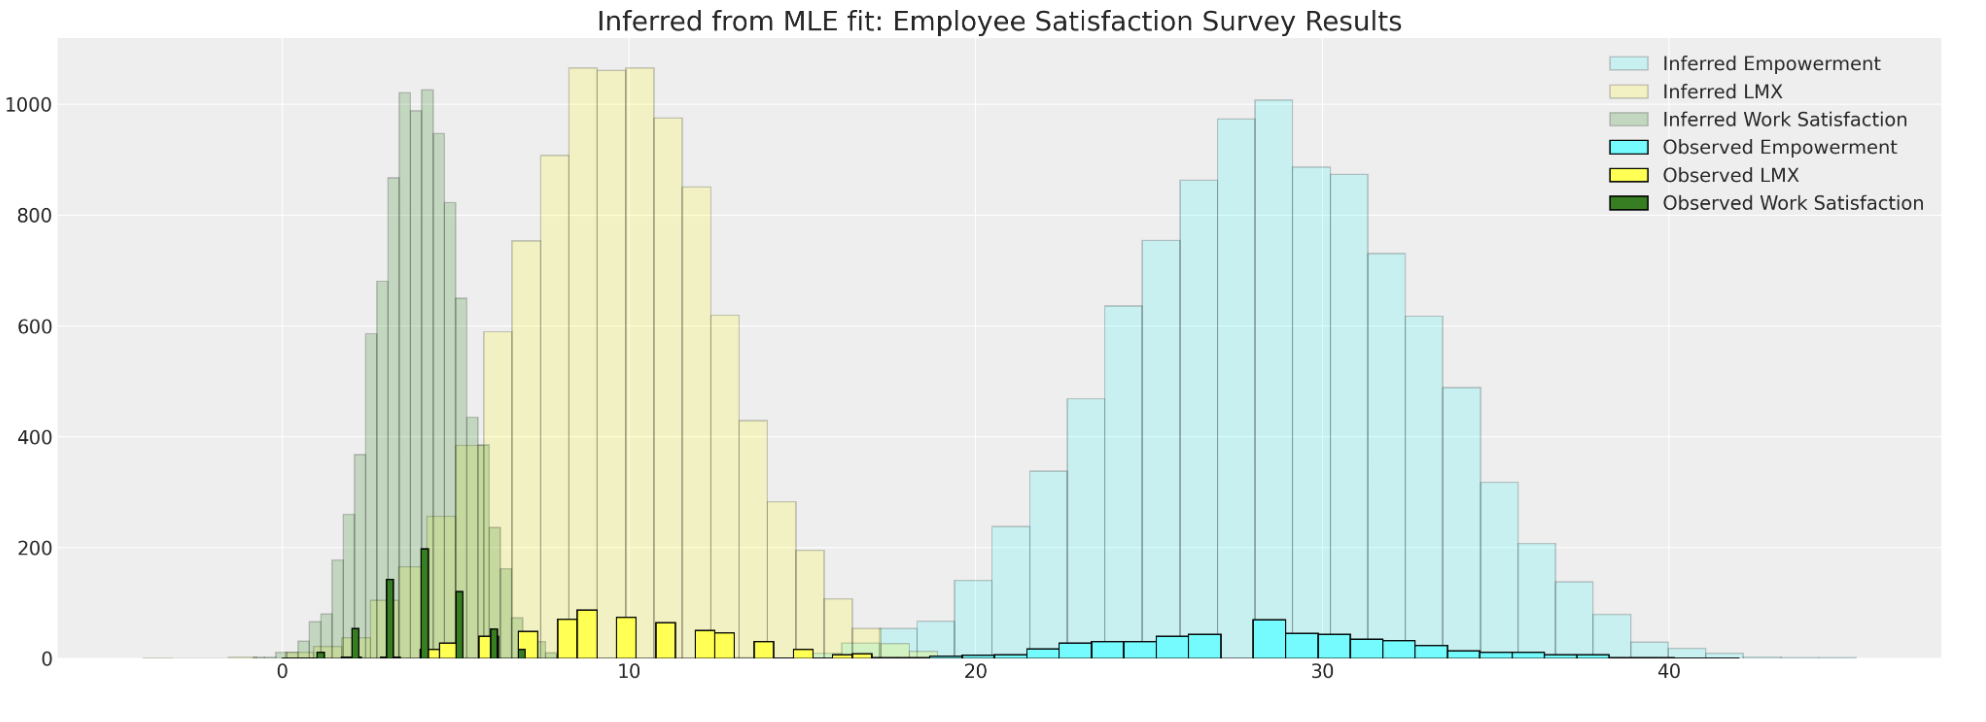 Inferred from MLE fit: Employee Satisfaction Survey Results
Inferred Empowerment
Inferred LMX
Inferred Work Satisfaction
Observed Empowerment
Observed LMX
Observed Work Satisfaction
1000
800
600
400
200
0
0 10 20 30 40